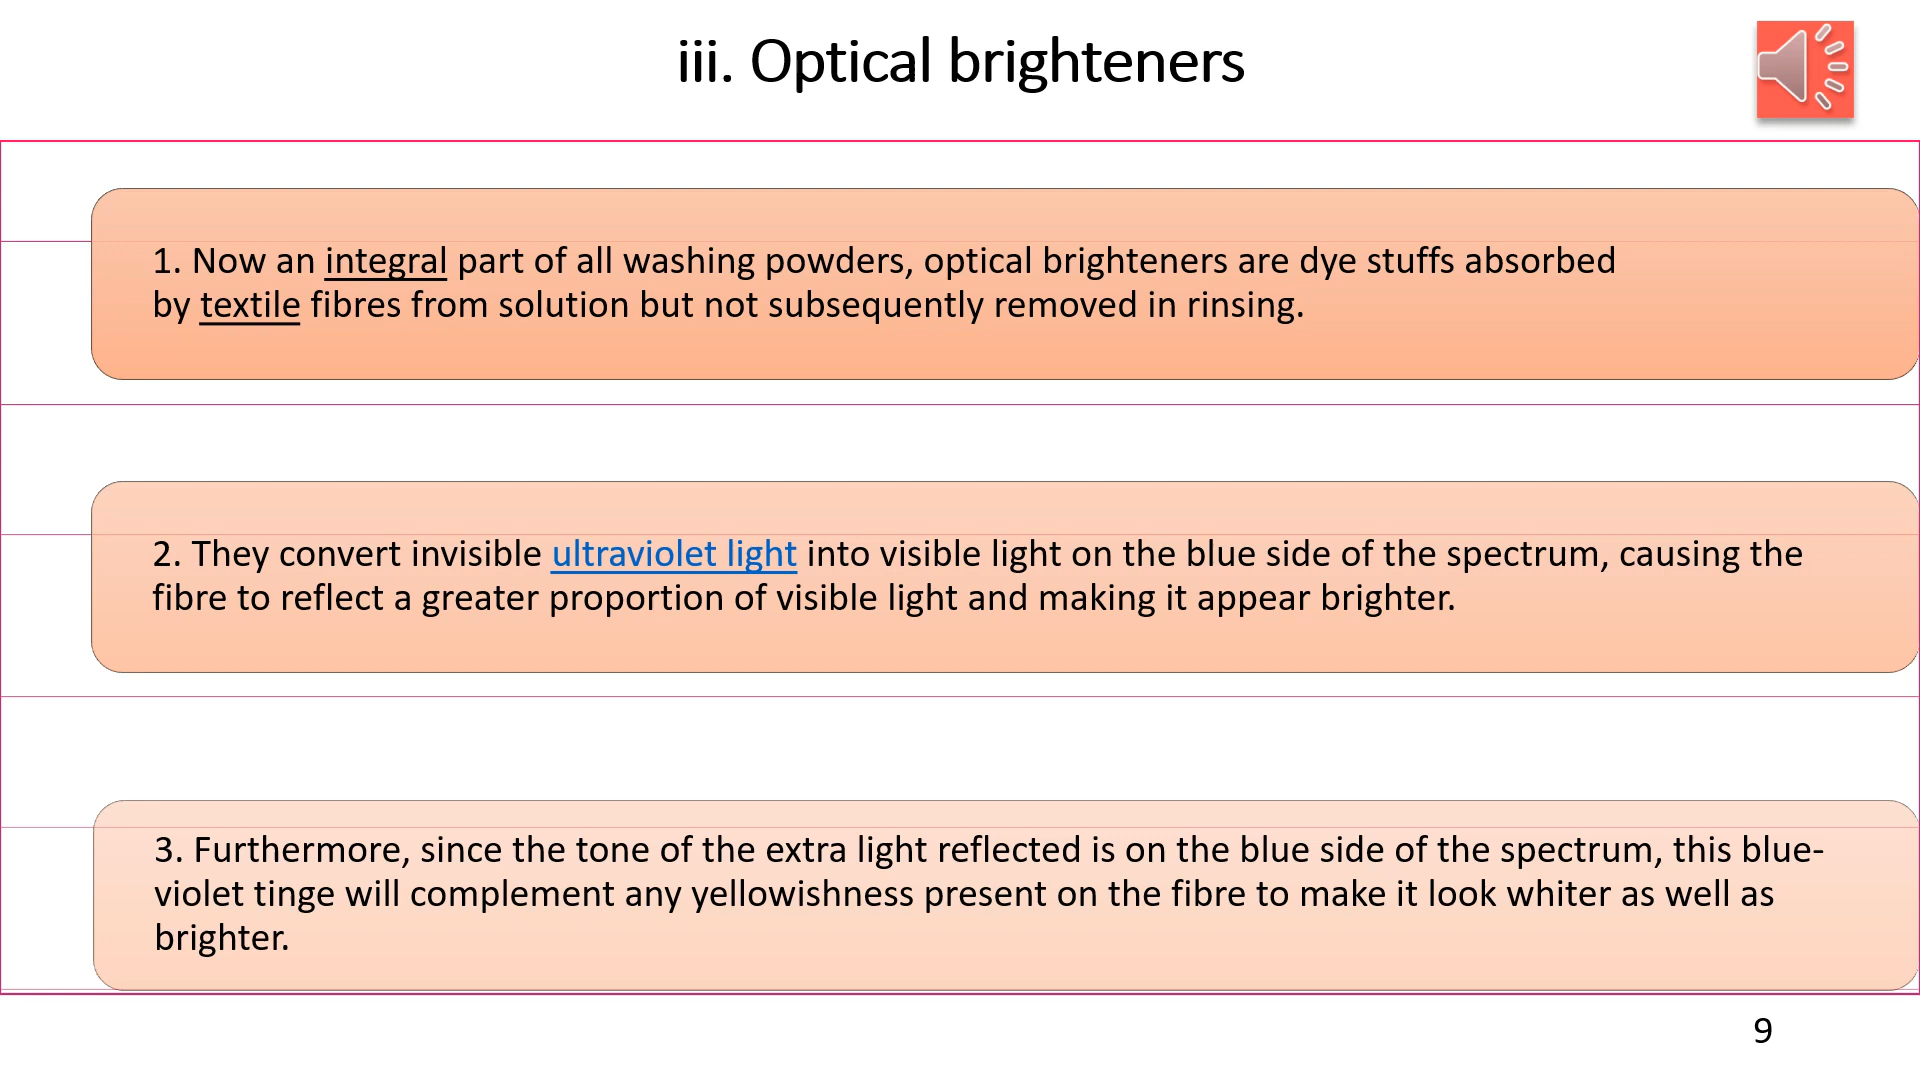 iii. Optical brighteners
1. Now an integral part of all washing powders, optical brighteners are dye stuffs absorbed
by textile fibres from solution but not subsequently removed in rinsing.
2. They convert invisible ultraviolet light into visible light on the blue side of the spectrum, causing the
fibre to reflect a greater proportion of visible light and making it appear brighter.
3. Furthermore, since the tone of the extra light reflected is on the blue side of the spectrum, this blue-
violet tinge will complement any yellowishness present on the fibre to make it look whiter as well as
brighter.
9